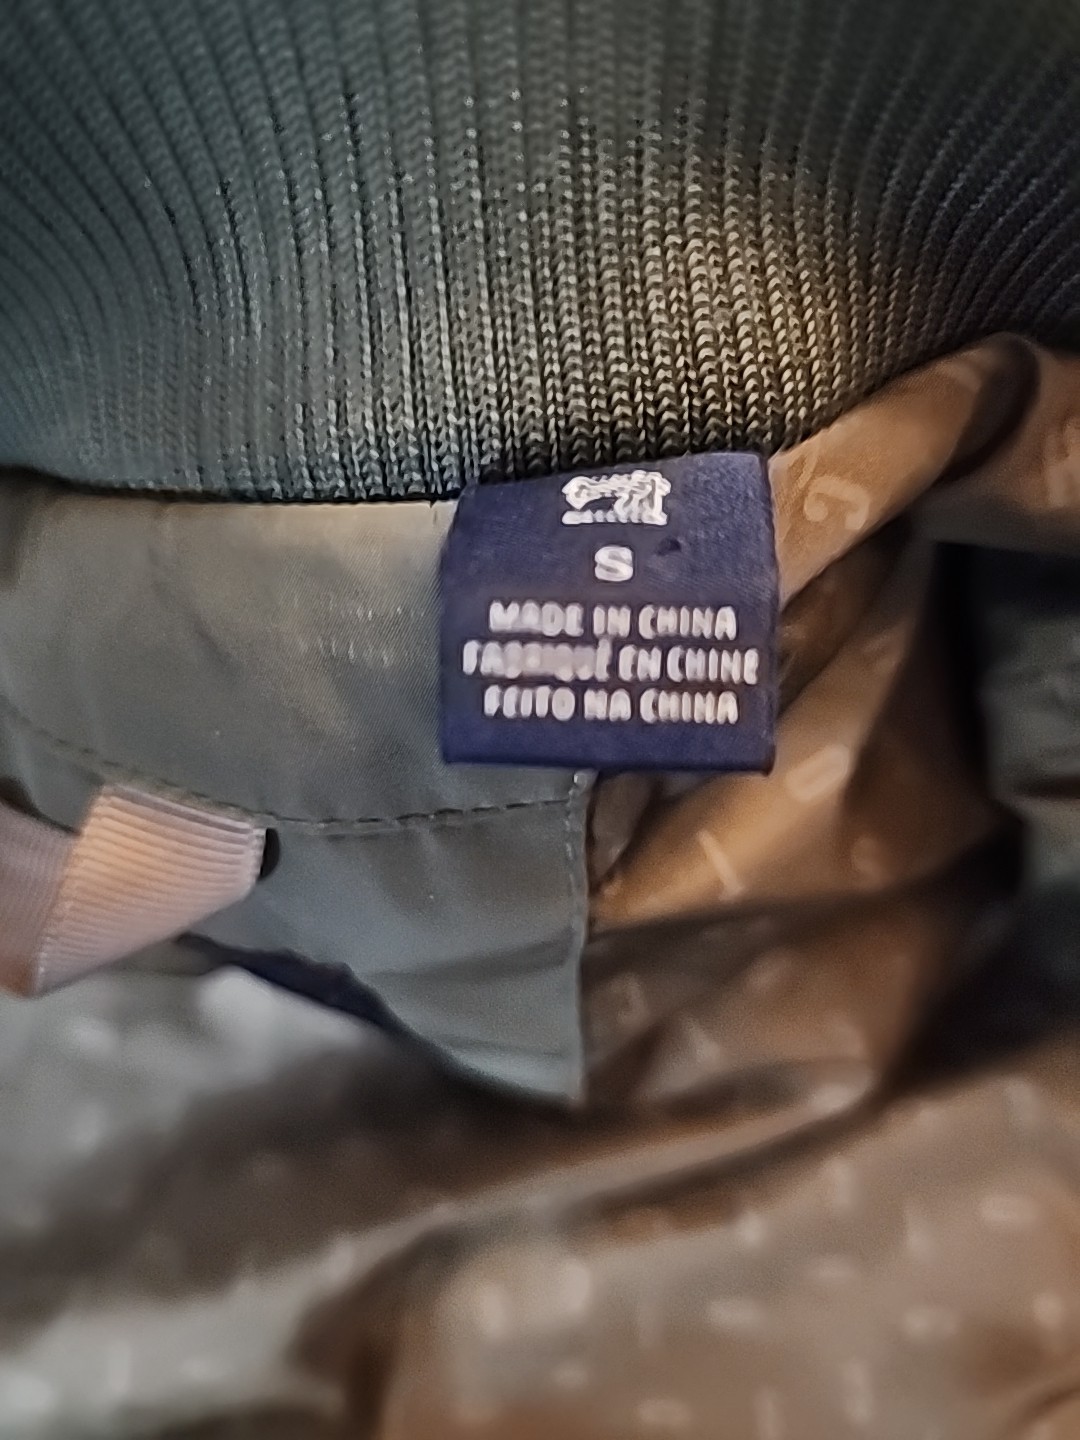 S
MADE IN CHINA
FABRIQUÉ EN CHINE
FEITO NA CHINA